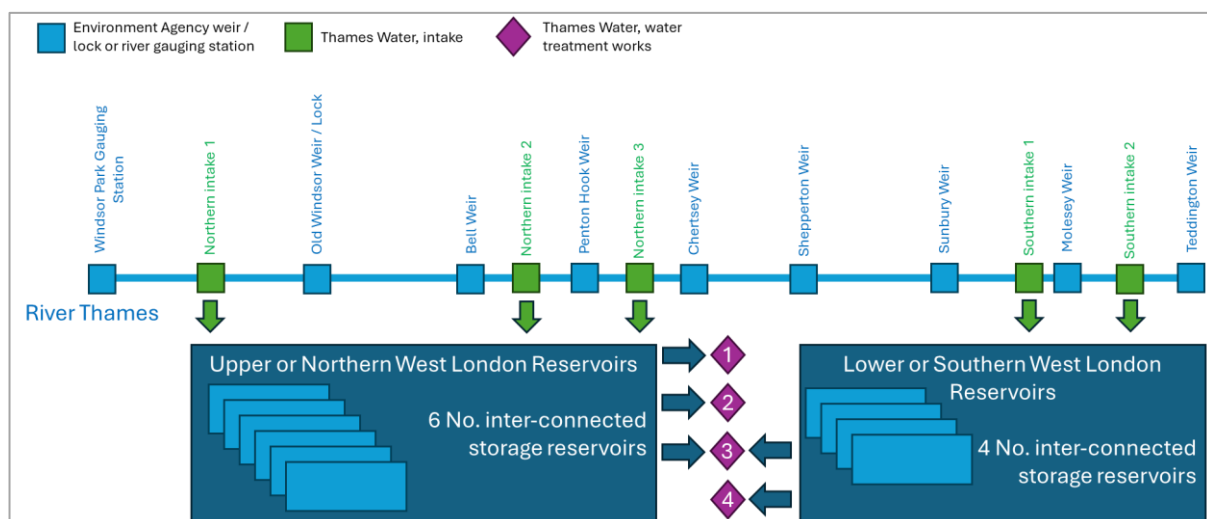 Environment Agency weir /
lock or river gauging station
Thames Water, intake
Thames Water, water
treatment works
Windsor Park Gauging
Station
Northern intake 1
Old Windsor Weir / Lock
Bell Weir
Northern intake 2
Penton Hook Weir
Northern intake 3
Chertsey Weir
Shepperton Weir
Sunbury Weir
Southern intake 1
Molesey Weir
Southern intake 2
Teddington Weir
River Thames
Upper or Northern West London Reservoirs
6 No. inter-connected
storage reservoirs
1
2
3
4
Lower or Southern West London
Reservoirs
4 No. inter-connected
storage reservoirs